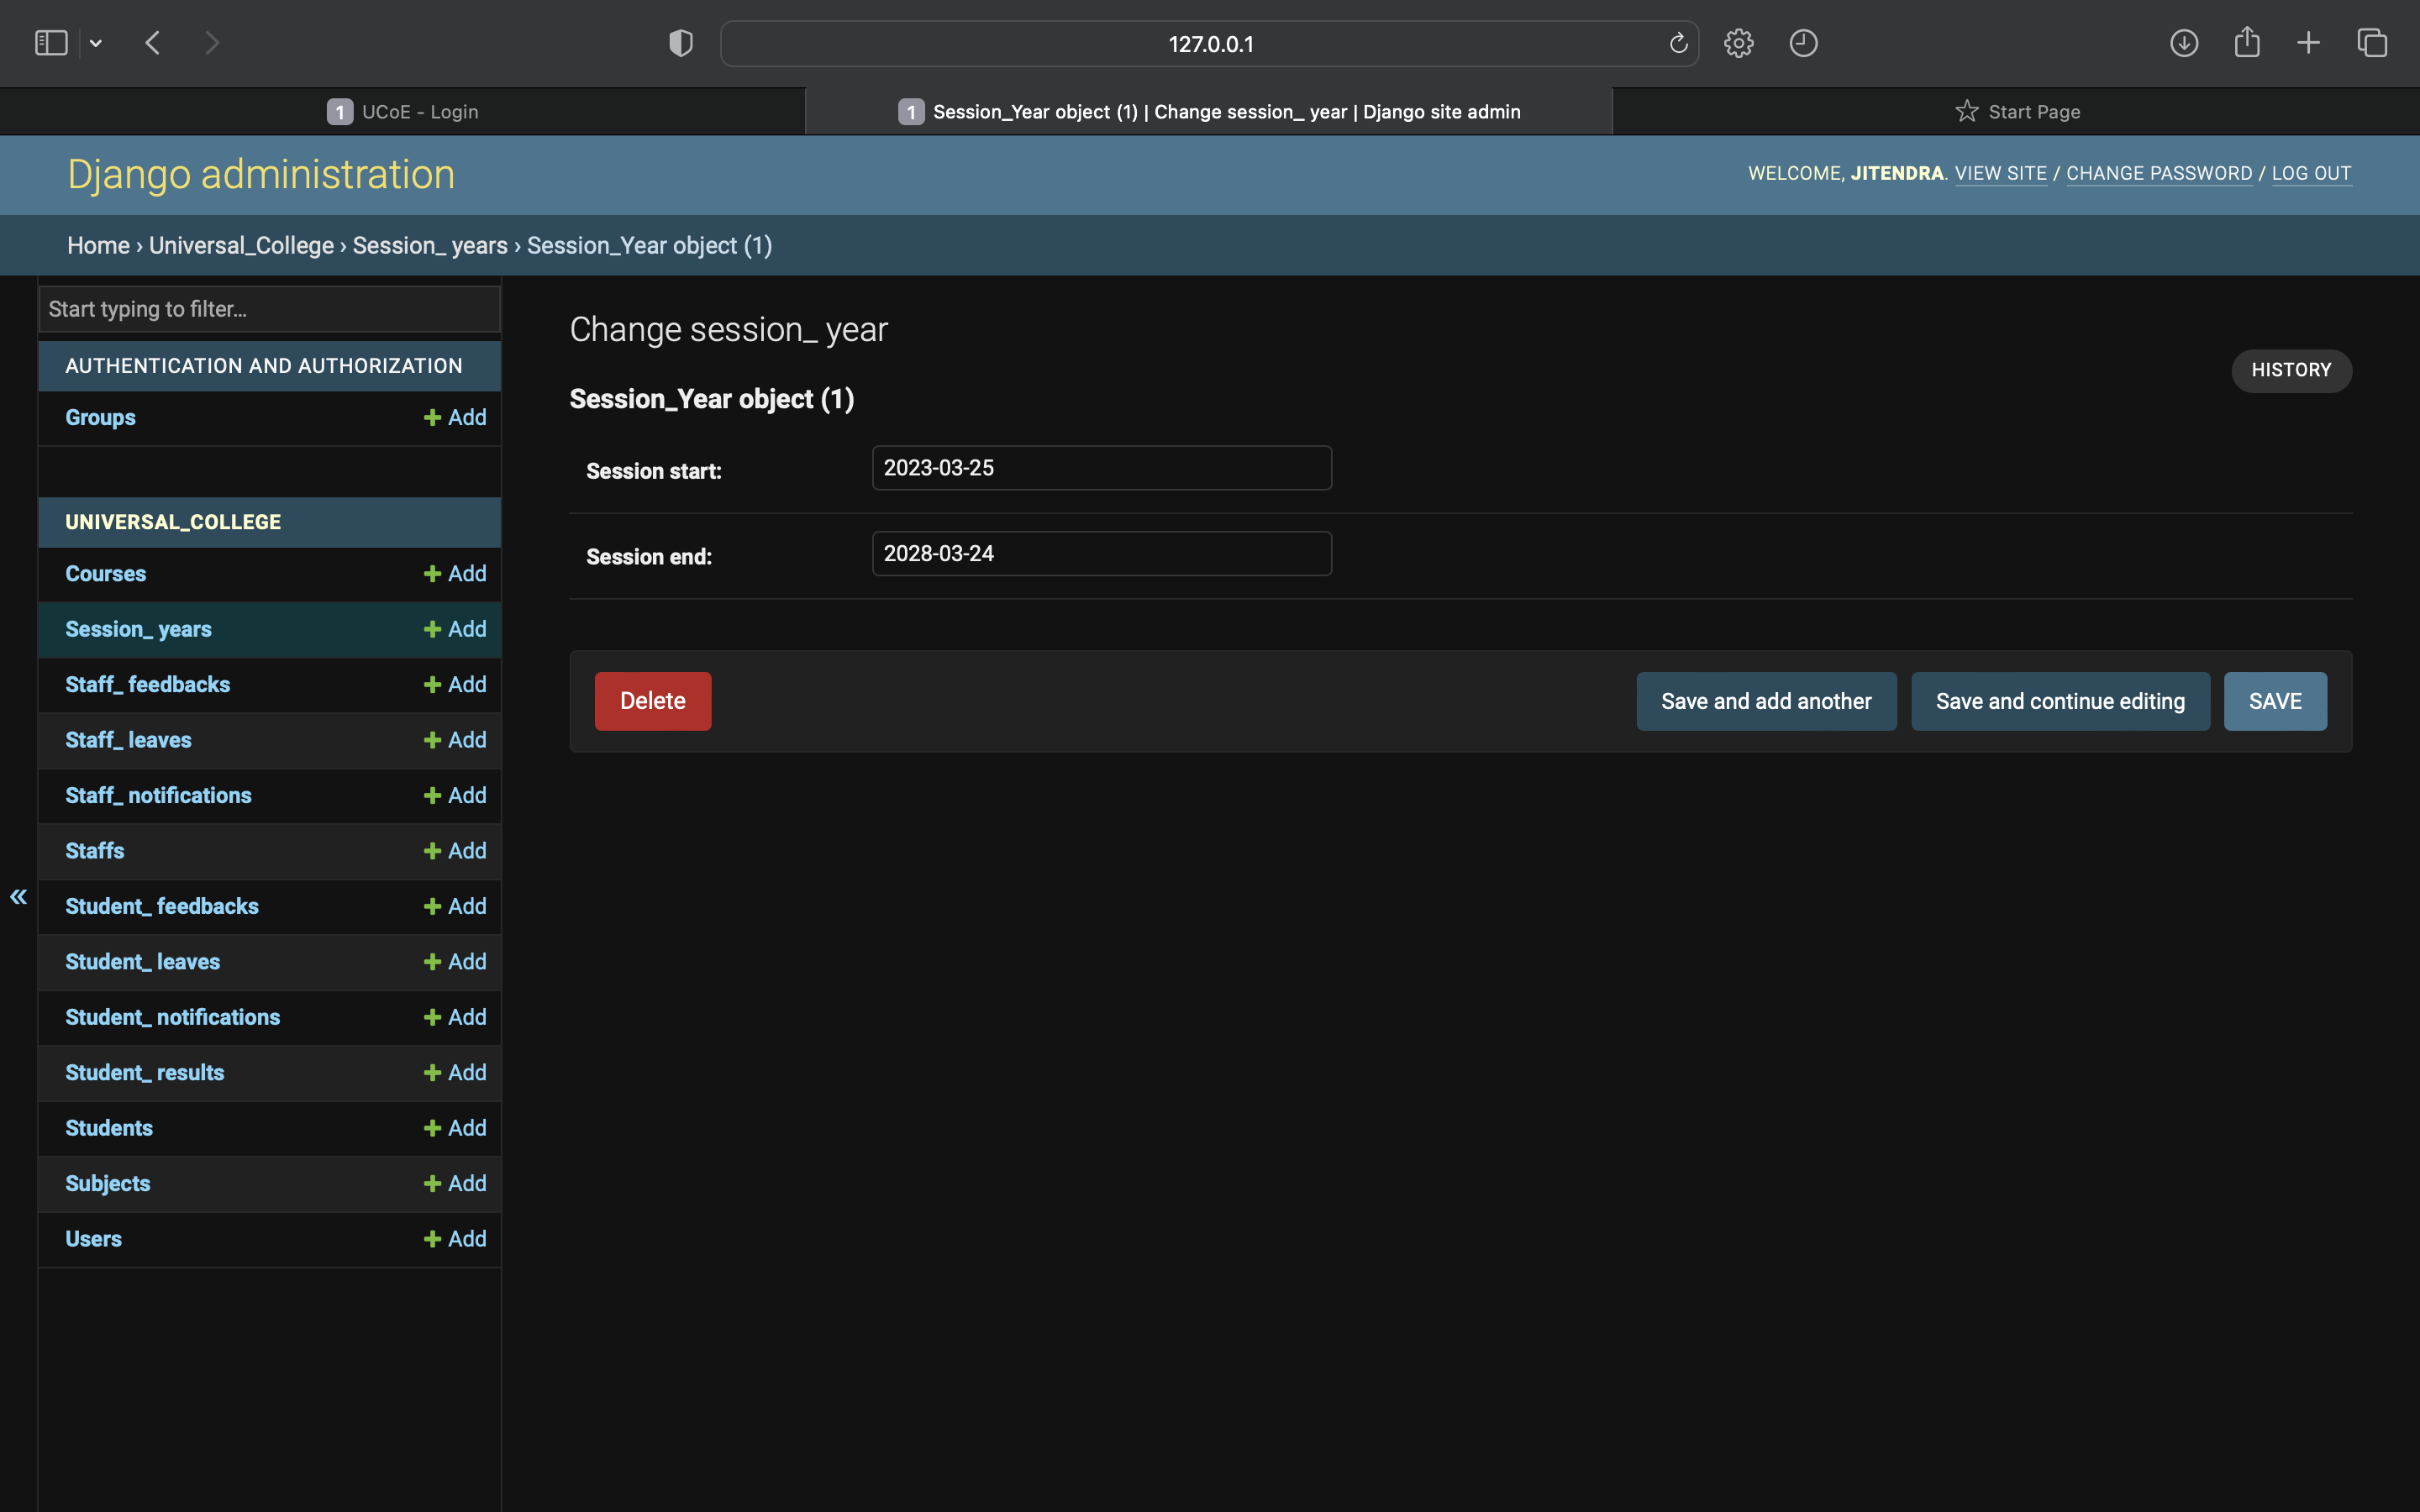 127.0.0.1
1 UCoE - Login
1 Session_Year object (1) | Change session_ year | Django site admin
Start Page
Django administration
WELCOME, JITENDRA. VIEW SITE / CHANGE PASSWORD / LOG OUT
Home › Universal_College › Session_ years › Session_Year object (1)
Start typing to filter...
AUTHENTICATION AND AUTHORIZATION
Groups + Add
UNIVERSAL_COLLEGE
Courses + Add
Session_ years + Add
Staff_ feedbacks + Add
Staff_ leaves + Add
Staff_ notifications + Add
Staffs + Add
« 
Student_ feedbacks + Add
Student_ leaves + Add
Student_ notifications + Add
Student_ results + Add
Students + Add
Subjects + Add
Users + Add
Change session_ year
HISTORY
Session_Year object (1)
Session start: 2023-03-25
Session end: 2028-03-24
Delete
Save and add another
Save and continue editing
SAVE